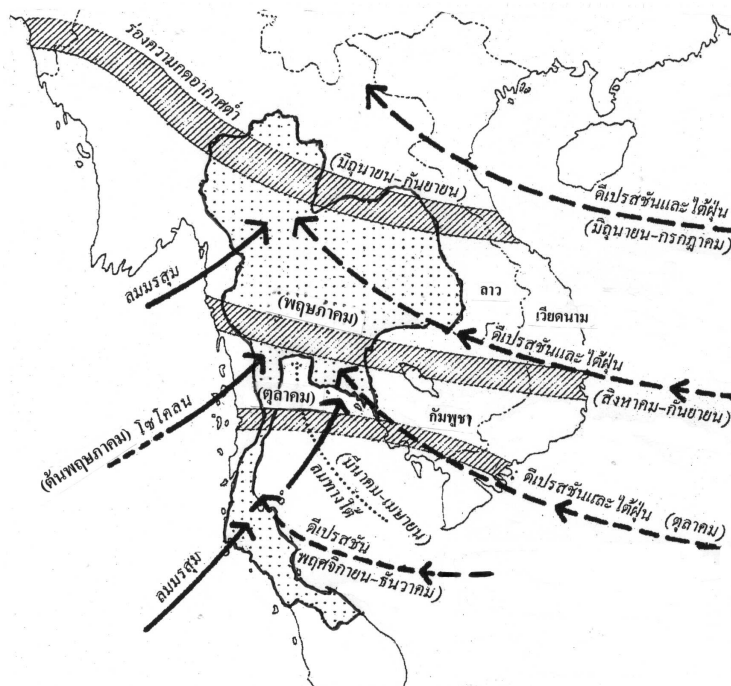 ร่องความกดอากาศต่ำ
(มิถุนายน-กันยายน)
ดีเปรสชันและไต้ฝุ่น
(มิถุนายน-กรกฎาคม)
ลมมรสุม
ลาว
เวียดนาม
(พฤษภาคม)
ดีเปรสชันและไต้ฝุ่น
(สิงหาคม-กันยายน)
(ตุลาคม)
กัมพูชา
(ต้นพฤษภาคม) ไซโคลน
(มีนาคม-เมษายน)
ลมทางใต้
ดีเปรสชันและไต้ฝุ่น (ตุลาคม)
ดีเปรสชัน
(พฤศจิกายน-ธันวาคม)
ลมมรสุม